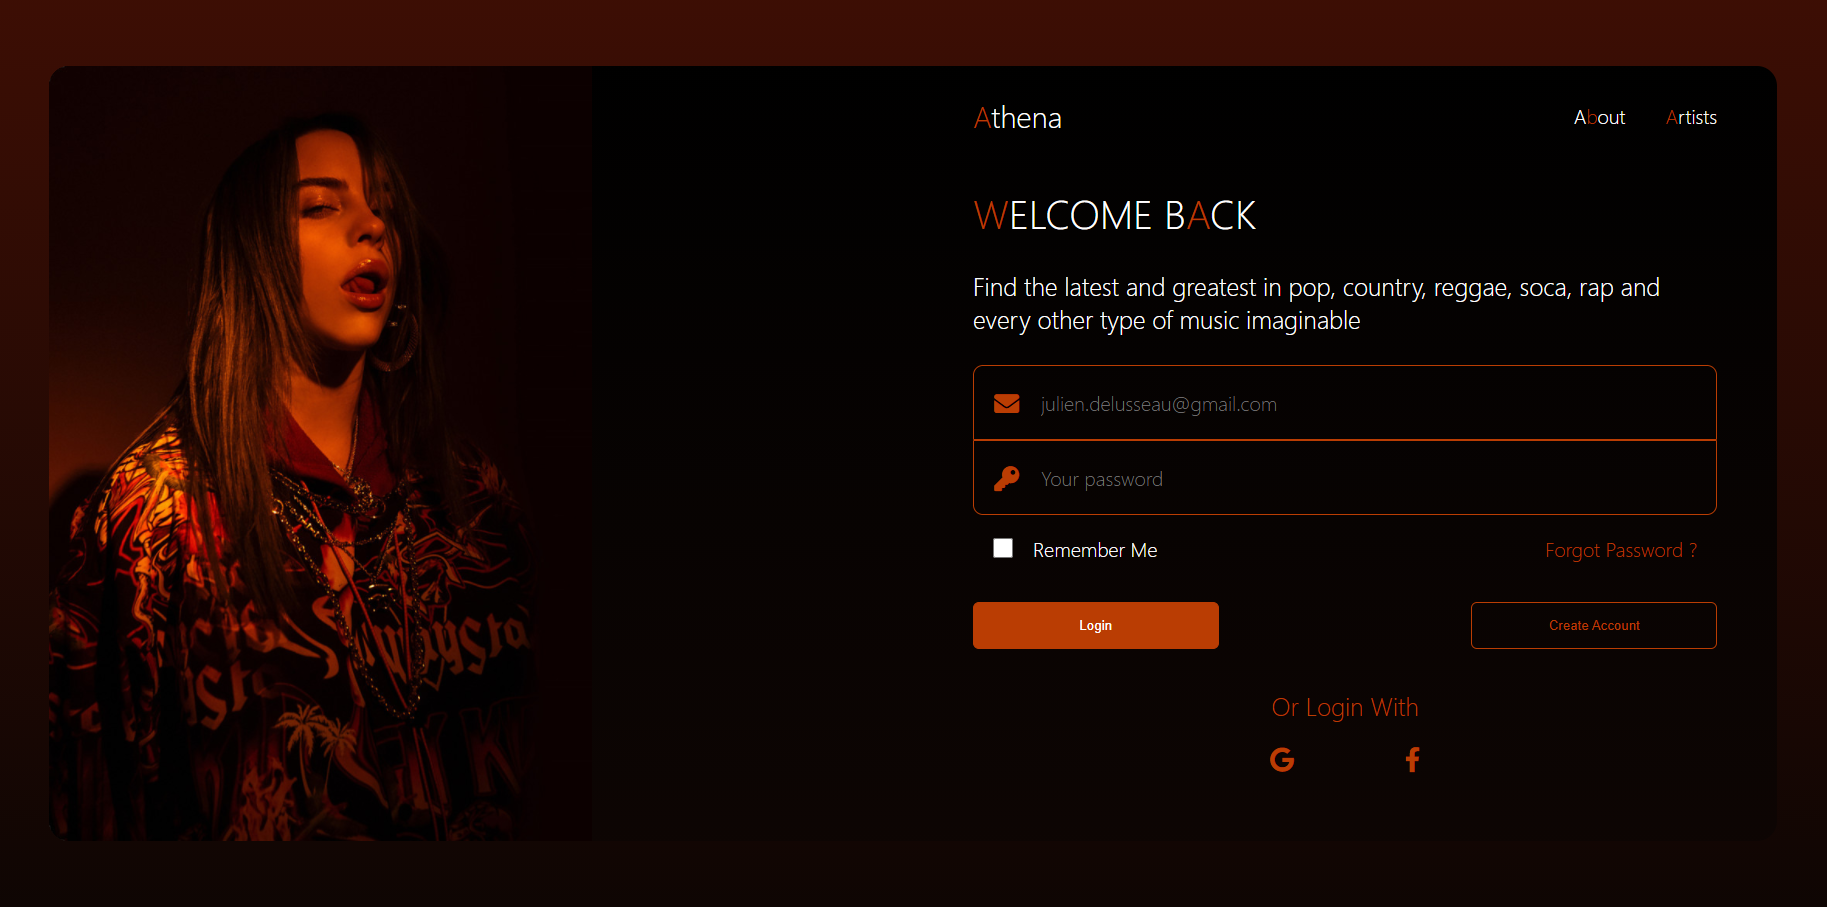 Athena
About
Artists
WELCOME BACK
Find the latest and greatest in pop, country, reggae, soca, rap and
every other type of music imaginable
julien.delusseau@gmail.com
Your password
Remember Me
Forgot Password ?
Login
Create Account
Or Login With